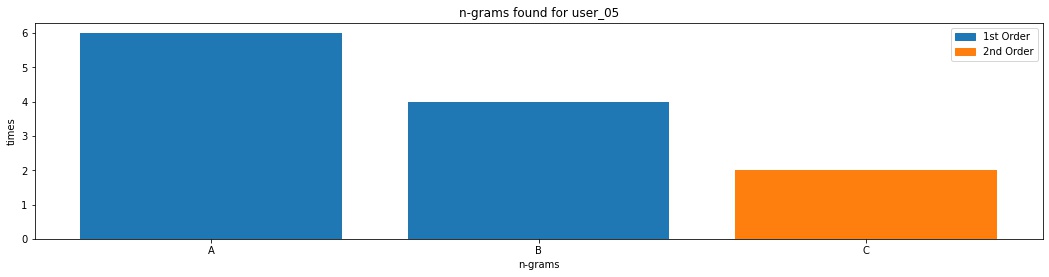 n-grams found for user_05
1st Order
2nd Order
times
6
5
4
3
2
1
0
A B C
n-grams